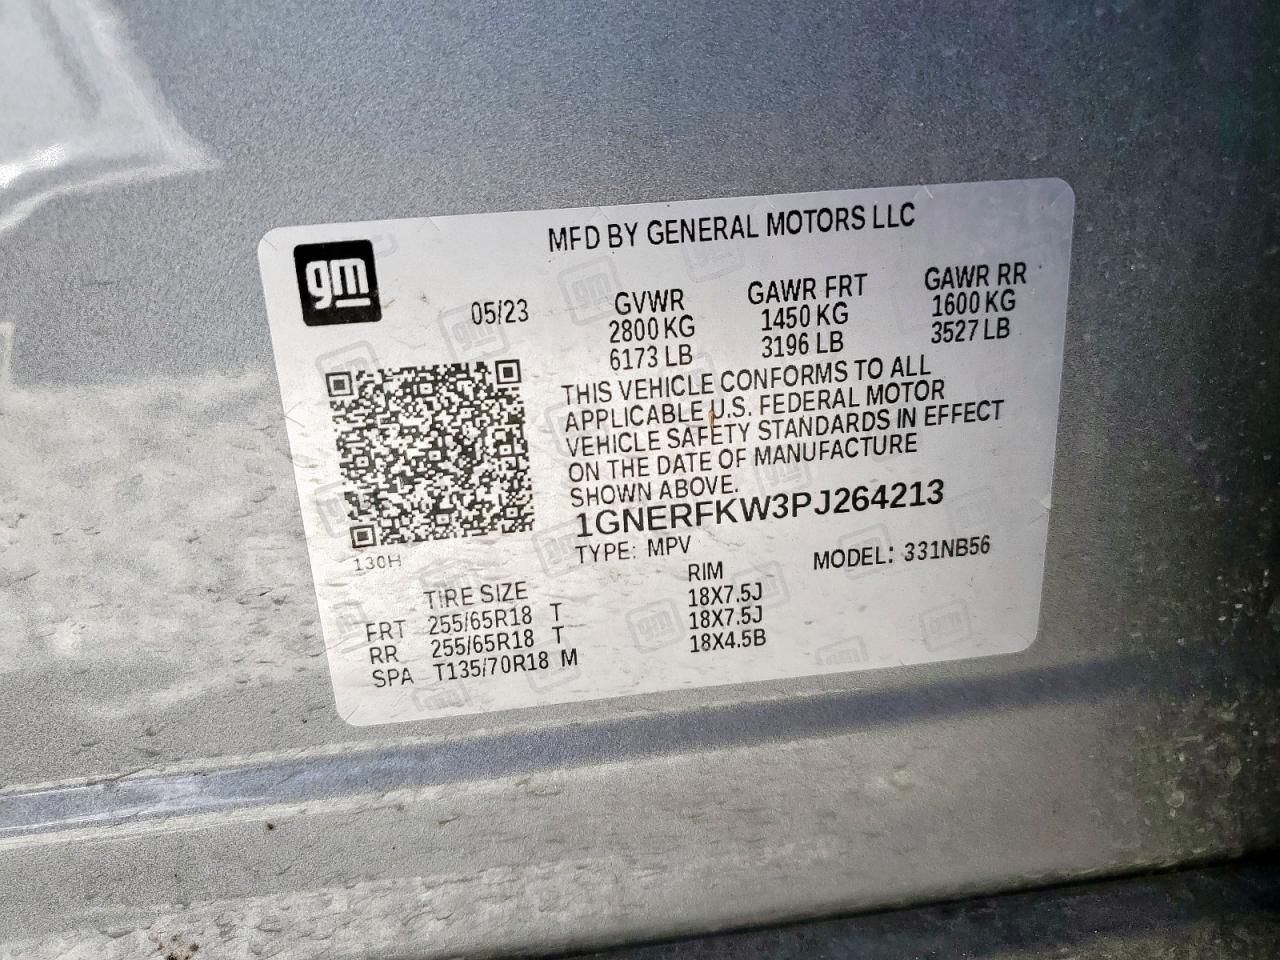 MFD BY GENERAL MOTORS LLC
gm
05/23 GVWR GAWR FRT GAWR RR
2800 KG 1450 KG 1600 KG
6173 LB 3196 LB 3527 LB
THIS VEHICLE CONFORMS TO ALL
APPLICABLE U.S. FEDERAL MOTOR
VEHICLE SAFETY STANDARDS IN EFFECT
ON THE DATE OF MANUFACTURE
SHOWN ABOVE.
1GNERFKW3PJ264213
130H
TYPE: MPV MODEL: 331NB56
TIRE SIZE RIM
FRT 255/65R18 T 18X7.5J
RR 255/65R18 T 18X7.5J
SPA T135/70R18 M 18X4.5B